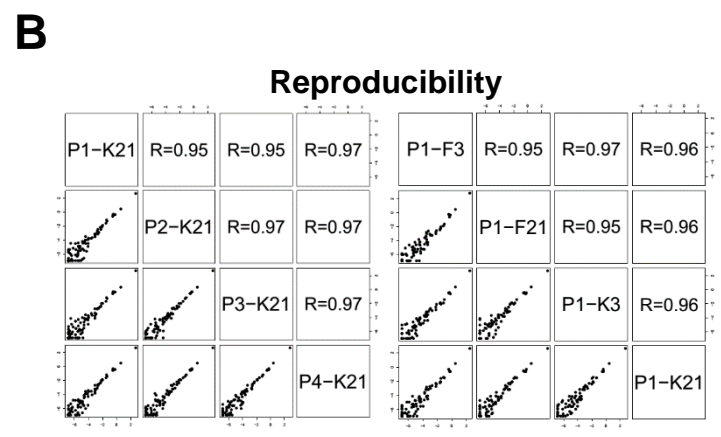 B
Reproducibility
P1−K21 R=0.95 R=0.95 R=0.97 P1−F3 R=0.95 R=0.97 R=0.96
P2−K21 R=0.97 R=0.97 P1−F21 R=0.95 R=0.96
P3−K21 R=0.97 P1−K3 R=0.96
P4−K21 P1−K21